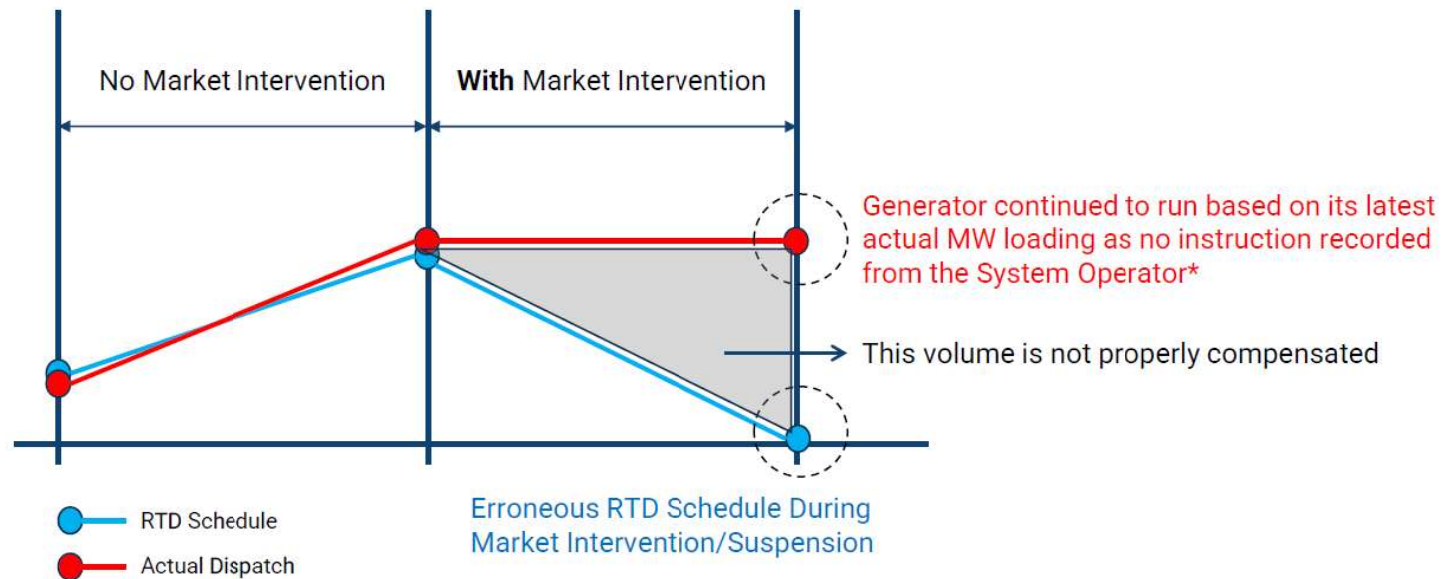 No Market Intervention
With Market Intervention
Generator continued to run based on its latest
actual MW loading as no instruction recorded
from the System Operator*
This volume is not properly compensated
RTD Schedule
Actual Dispatch
Erroneous RTD Schedule During
Market Intervention/Suspension